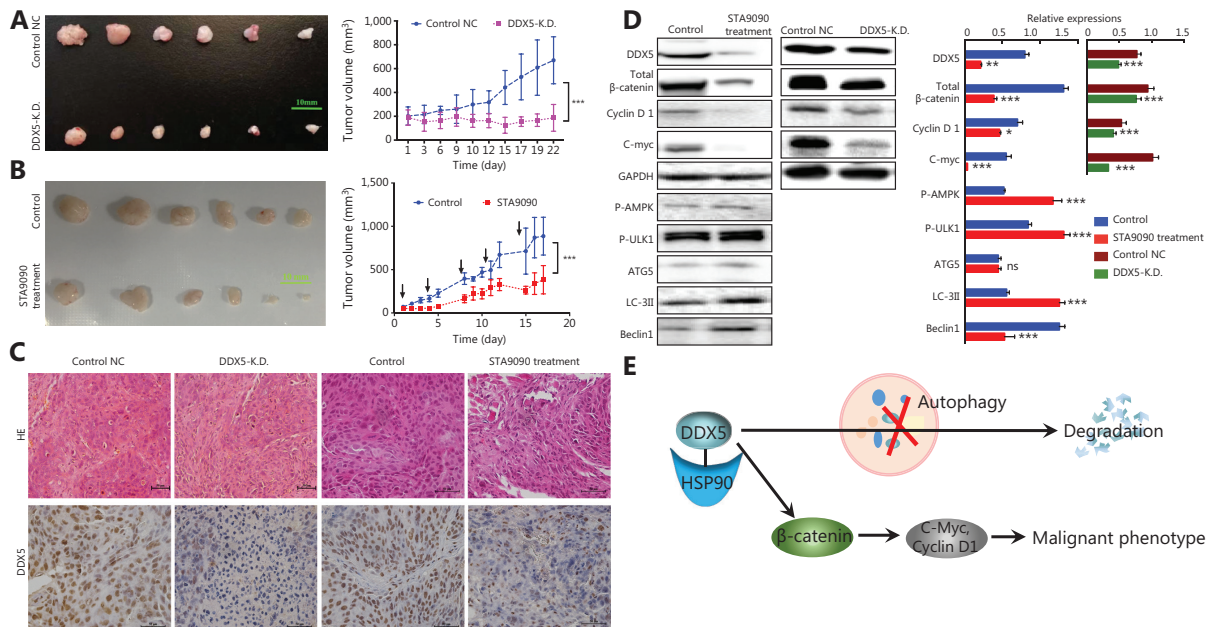 A
Control NC
DDX5-K.D.
10mm
Tumor volume (mm³)
1,000
800
600
400
200
0
Control NC
DDX5-K.D.
***
1 3 6 9 10 12 15 17 19 22
Time (day)
B
Control
STA9090
treatment
Tumor volume (mm³)
1,500
1,000
500
0
Control
STA9090
***
0 5 10 15 20
Time (day)
C
Control NC
DDX5-K.D.
Control
STA9090 treatment
HE
DDX5
D
Control
STA9090
treatment
Control NC
DDX5-K.D.
DDX5
Total
β-catenin
Cyclin D 1
C-myc
GAPDH
P-AMPK
P-ULK1
ATG5
LC-3II
Beclin1
Relative expressions
0 0.5 1.0 1.5
0 0.5 1.0 1.5
DDX5
**
***
Total
β-catenin
***
***
Cyclin D 1
*
***
C-myc
***
***
P-AMPK
***
P-ULK1
***
ATG5
ns
LC-3II
***
Beclin1
***
Control
STA9090 treatment
Control NC
DDX5-K.D.
E
Autophagy
DDX5
Degradation
HSP90
β-catenin
C-Myc,
Cyclin D1
Malignant phenotype